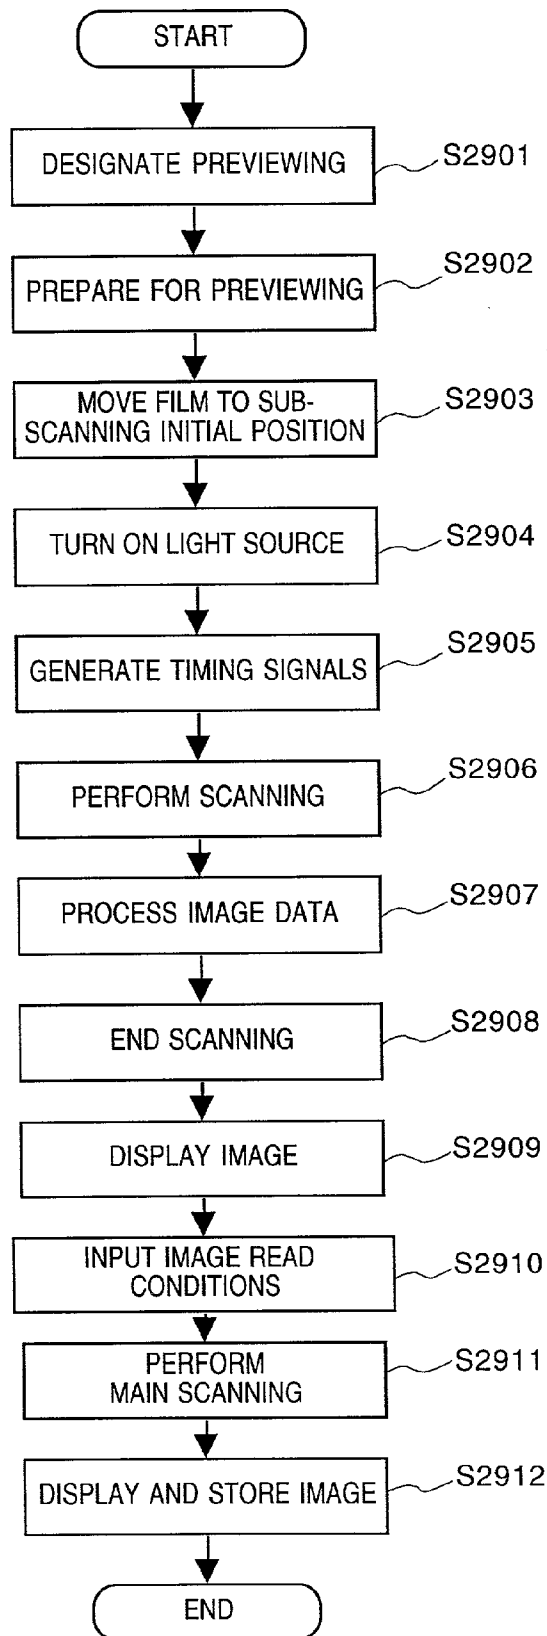 START
DESIGNATE PREVIEWING
S2901
PREPARE FOR PREVIEWING
S2902
MOVE FILM TO SUB-
SCANNING INITIAL POSITION
S2903
TURN ON LIGHT SOURCE
S2904
GENERATE TIMING SIGNALS
S2905
PERFORM SCANNING
S2906
PROCESS IMAGE DATA
S2907
END SCANNING
S2908
DISPLAY IMAGE
S2909
INPUT IMAGE READ
CONDITIONS
S2910
PERFORM
MAIN SCANNING
S2911
DISPLAY AND STORE IMAGE
S2912
END